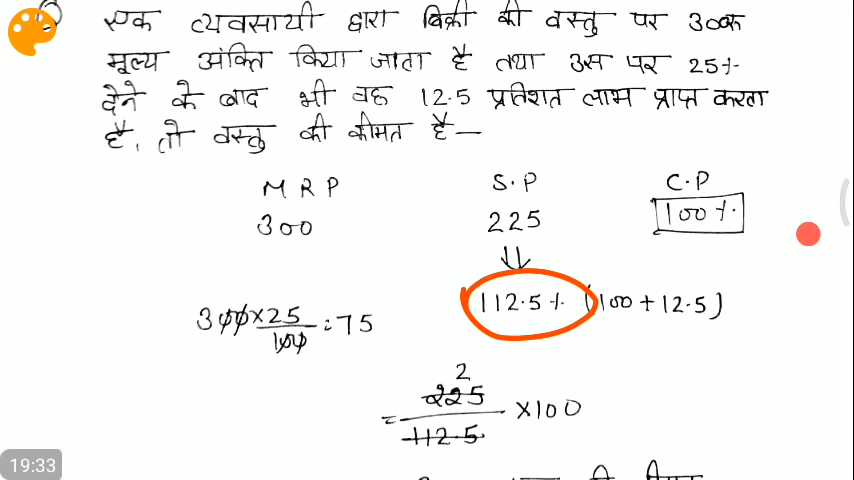 एक व्यवसायी द्वारा बिक्री की वस्तु पर 300रू
मूल्य अंकित किया जाता है तथा उस पर 25%
देने के बाद भी वह 12.5 प्रतिशत लाभ प्राप्त करता
है, तो वस्तु की कीमत है—
MRP S.P C.P
300 225 100%
⇓
300×25/100=75 112.5% (100+12.5)
2
=225/112.5 ×100
19:33